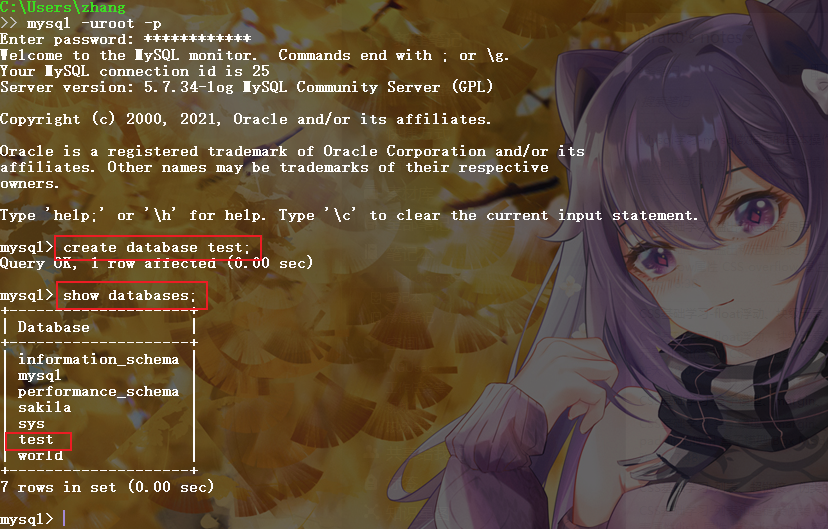 C:\Users\zhang
>> mysql -uroot -p
Enter password: ************
Welcome to the MySQL monitor.  Commands end with ; or \g.
Your MySQL connection id is 25
Server version: 5.7.34-log MySQL Community Server (GPL)
Copyright (c) 2000, 2021, Oracle and/or its affiliates.
Oracle is a registered trademark of Oracle Corporation and/or its
affiliates. Other names may be trademarks of their respective
owners.
Type 'help;' or '\h' for help. Type '\c' to clear the current input statement.
mysql> create database test;
Query OK, 1 row affected (0.00 sec)
mysql> show databases;
+--------------------+
| Database           |
+--------------------+
| information_schema |
| mysql              |
| performance_schema |
| sakila             |
| sys                |
| test               |
| world              |
+--------------------+
7 rows in set (0.00 sec)
mysql>